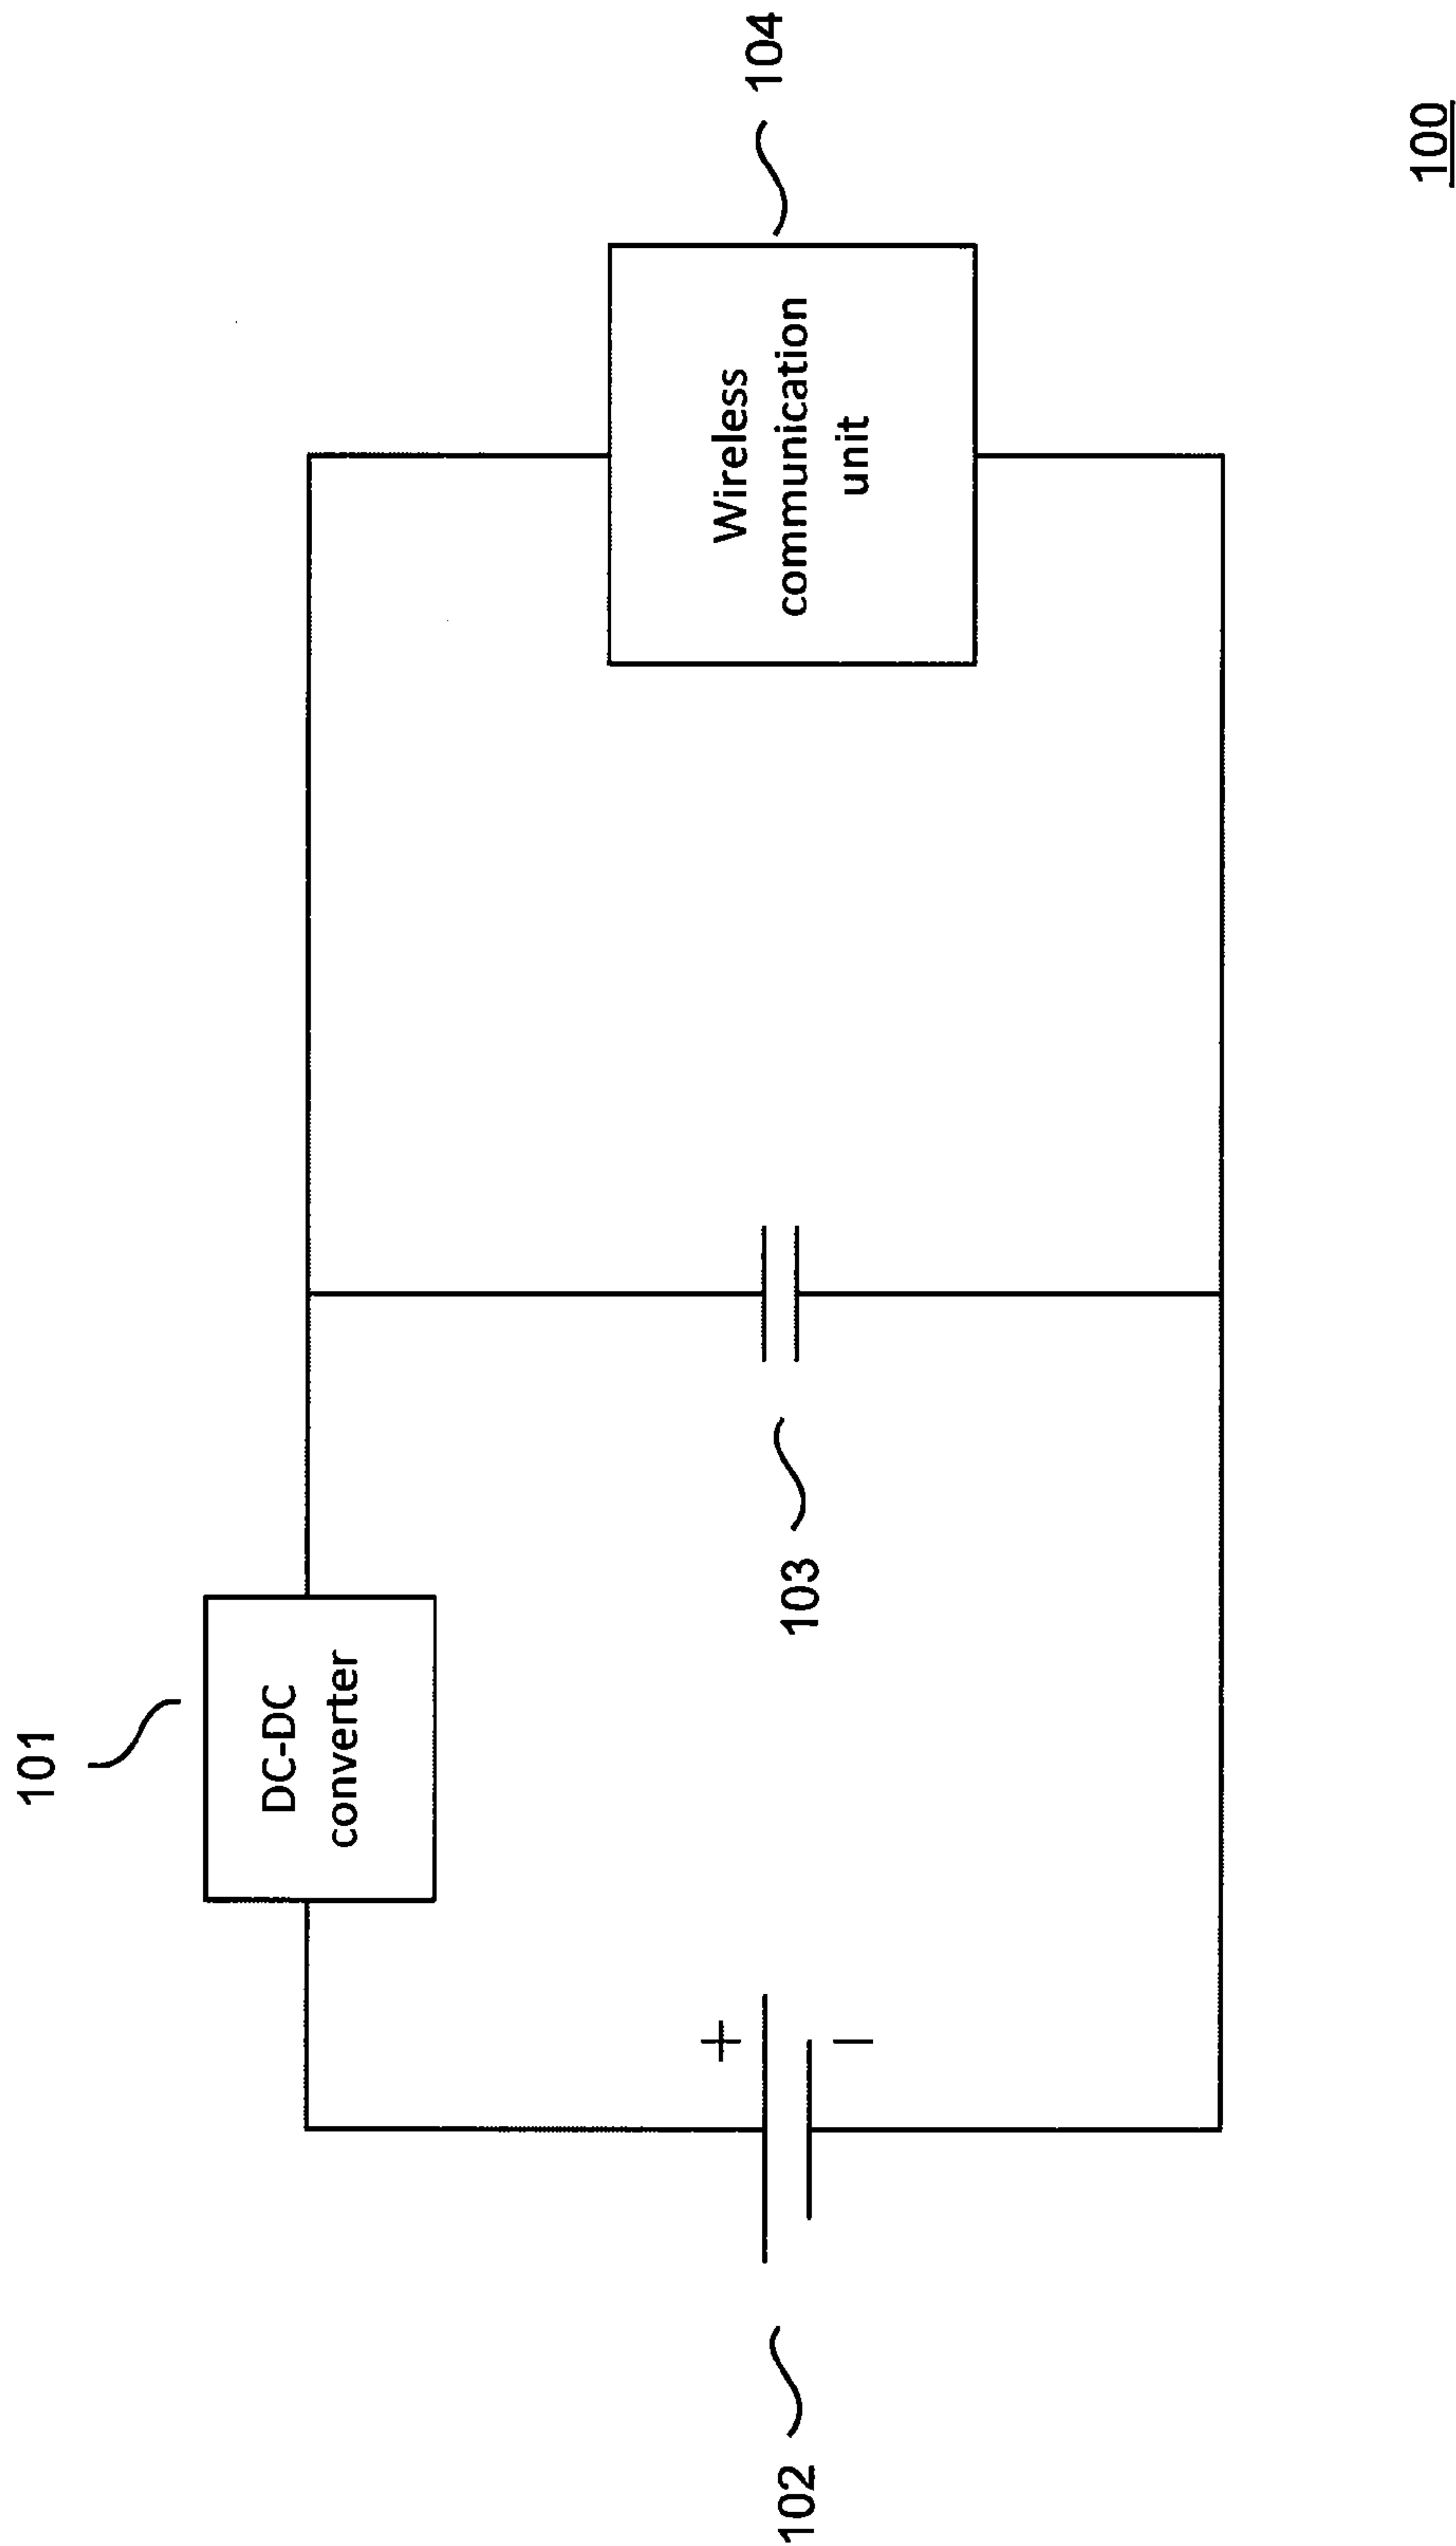 101
DC-DC
converter
102
+
−
103
Wireless
communication
unit
104
100